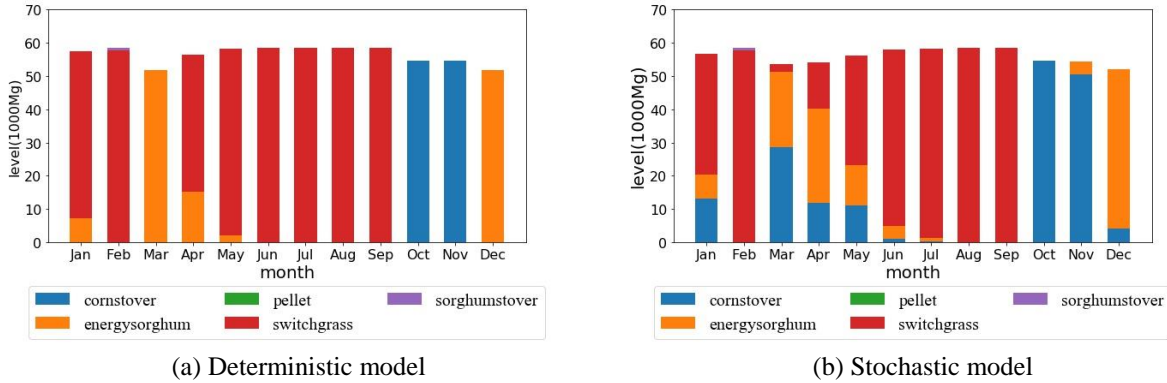 70
60
50
40
30
20
10
0
level(1000Mg)
Jan Feb Mar Apr May Jun Jul Aug Sep Oct Nov Dec
month
cornstover pellet sorghumstover
energysorghum switchgrass
(a) Deterministic model
70
60
50
40
30
20
10
0
level(1000Mg)
Jan Feb Mar Apr May Jun Jul Aug Sep Oct Nov Dec
month
cornstover pellet sorghumstover
energysorghum switchgrass
(b) Stochastic model